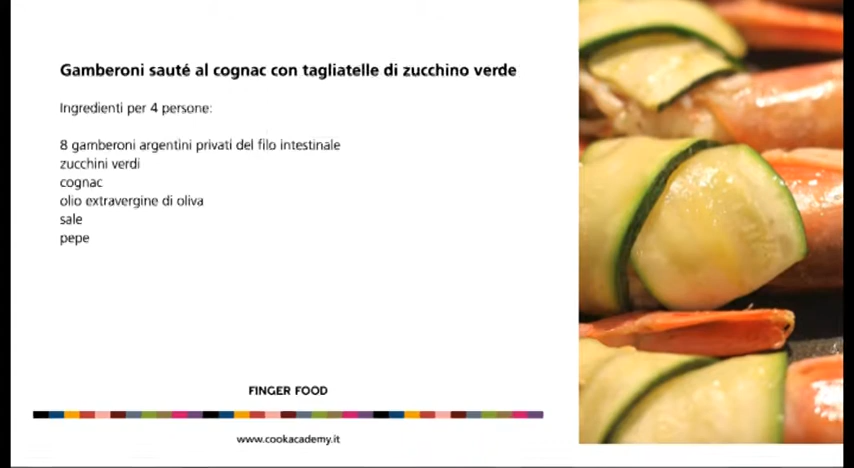 Gamberoni sauté al cognac con tagliatelle di zucchino verde
Ingredienti per 4 persone:
8 gamberoni argentini privati del filo intestinale
zucchini verdi
cognac
olio extravergine di oliva
sale
pepe
FINGER FOOD
www.cookacademy.it